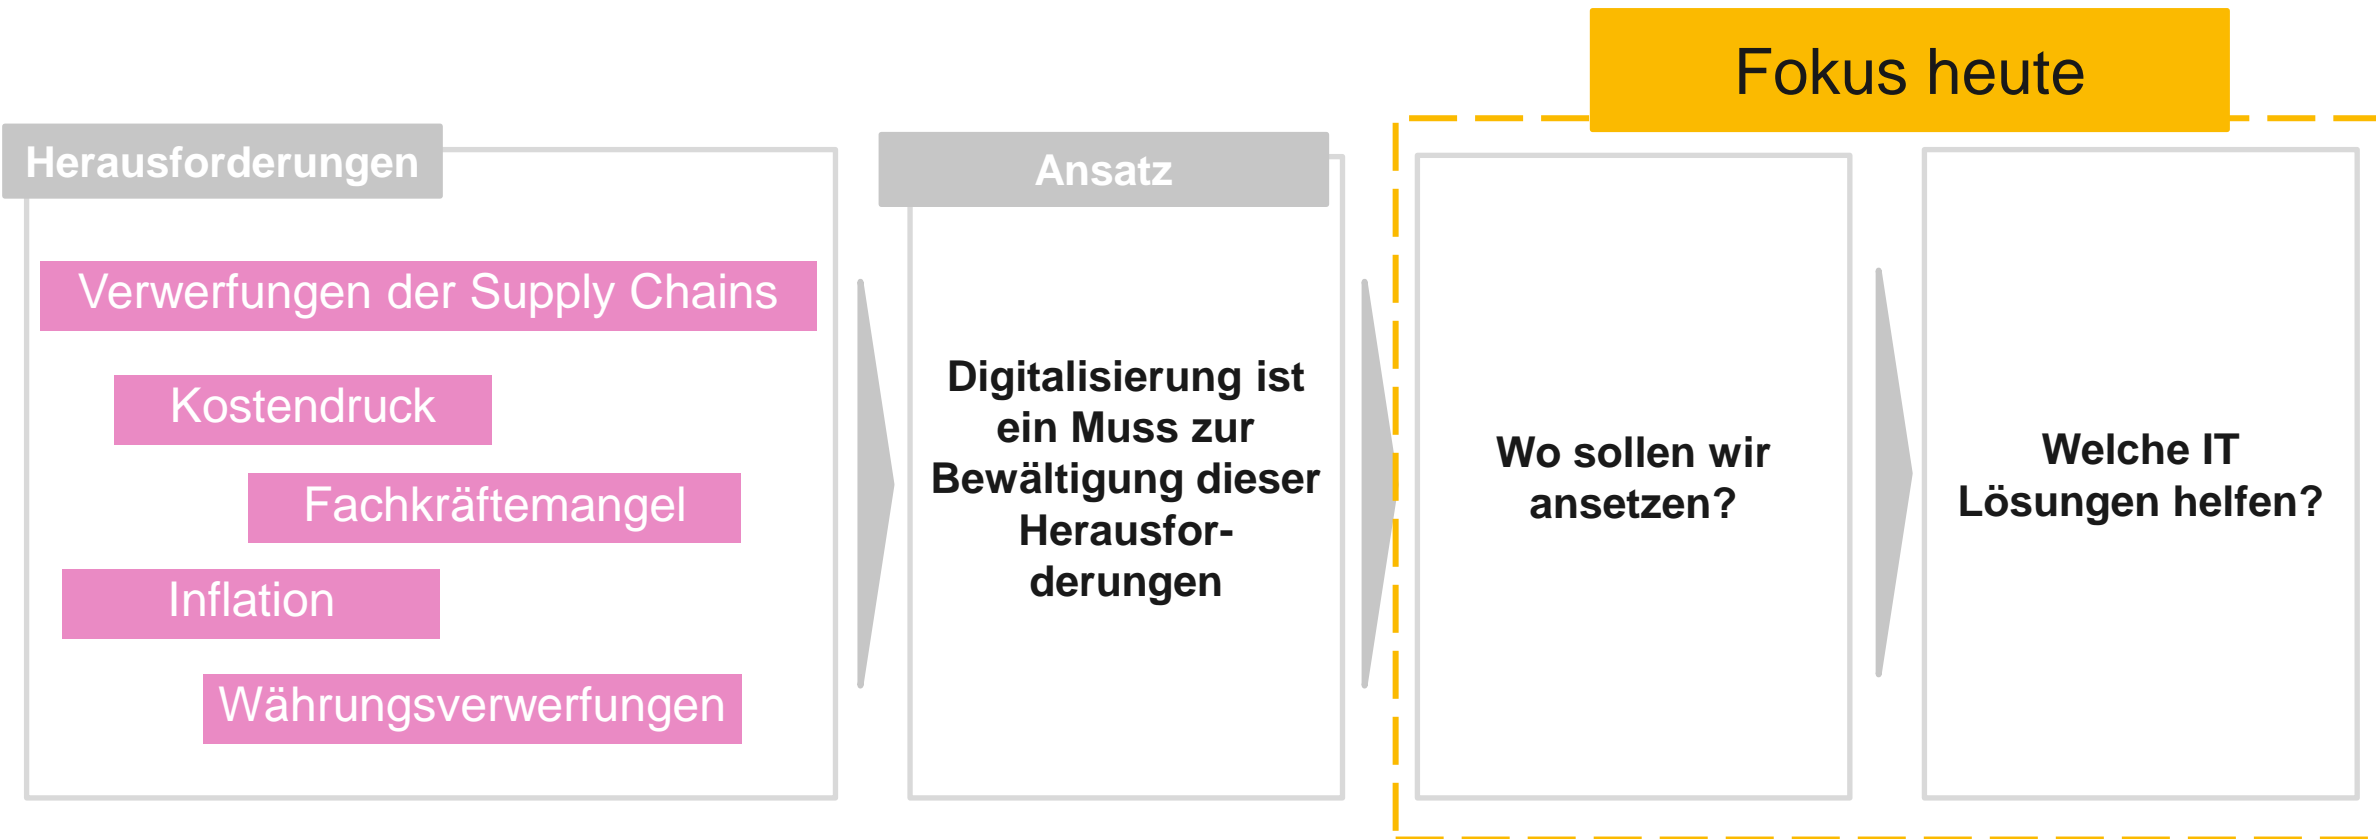 Fokus heute
Herausforderungen
Verwerfungen der Supply Chains
Kostendruck
Fachkräftemangel
Inflation
Währungsverwerfungen
Ansatz
Digitalisierung ist
ein Muss zur
Bewältigung dieser
Herausfor-
derungen
Wo sollen wir
ansetzen?
Welche IT
Lösungen helfen?